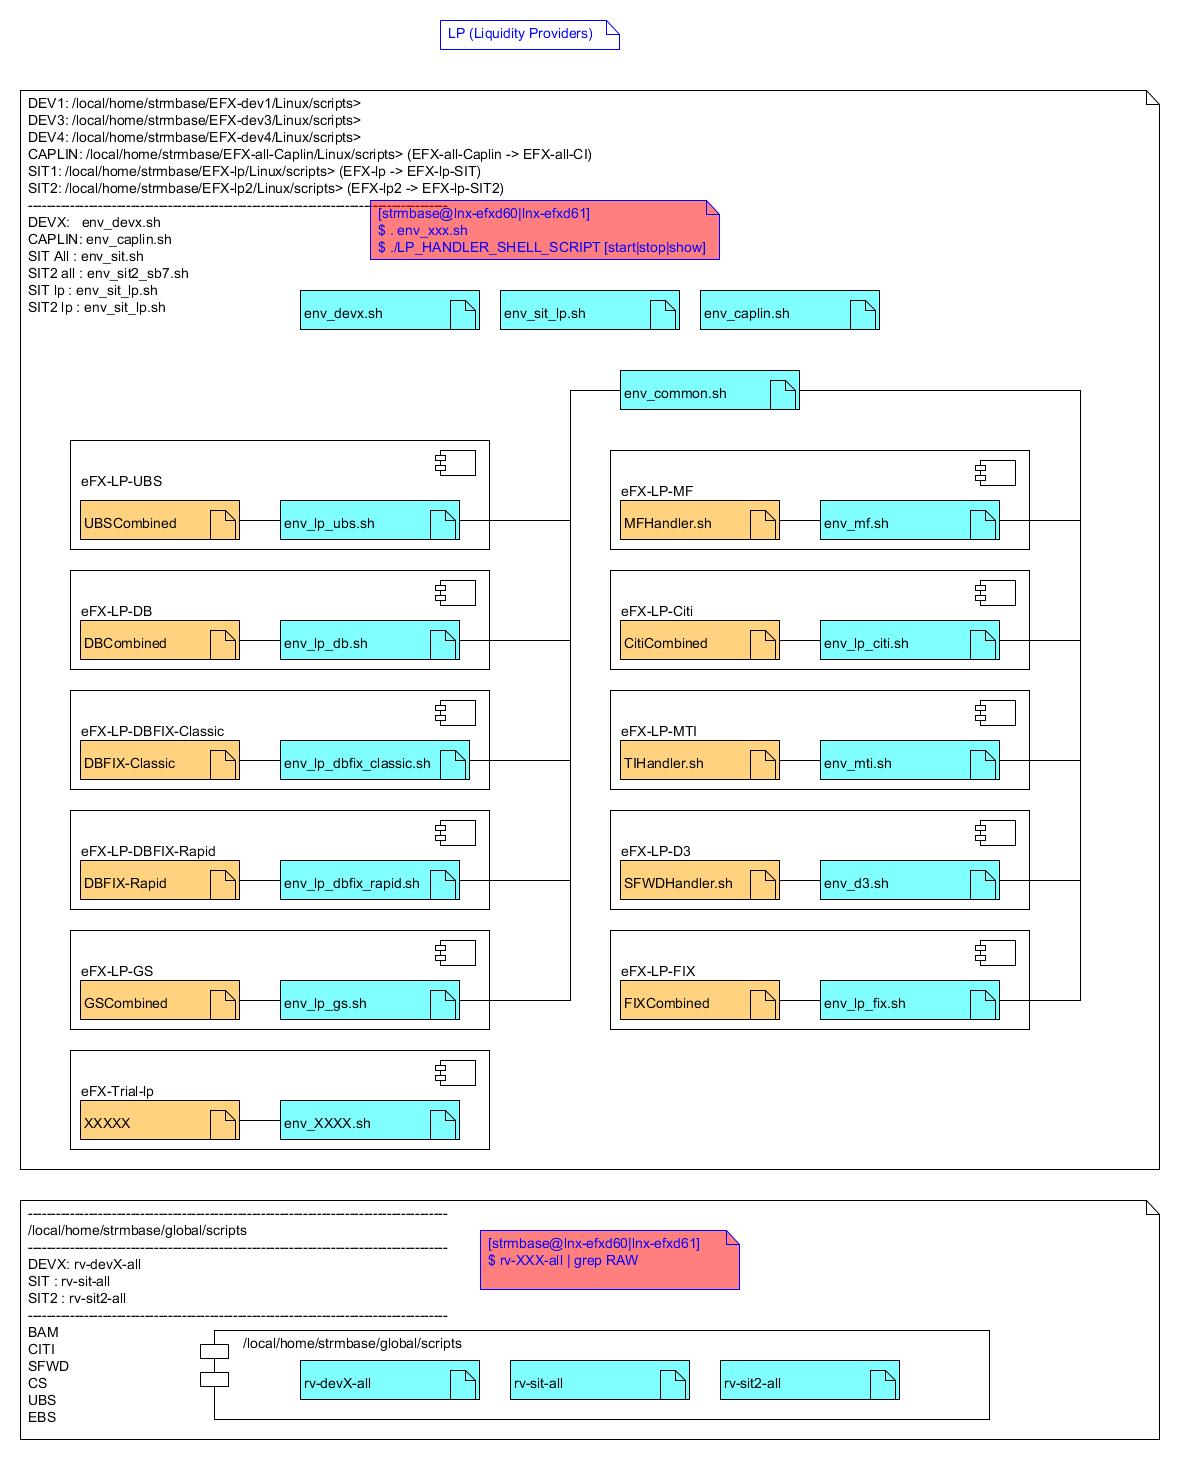 LP (Liquidity Providers)
DEV1: /local/home/strmbase/EFX-dev1/Linux/scripts>
DEV3: /local/home/strmbase/EFX-dev3/Linux/scripts>
DEV4: /local/home/strmbase/EFX-dev4/Linux/scripts>
CAPLIN: /local/home/strmbase/EFX-all-Caplin/Linux/scripts> (EFX-all-Caplin -> EFX-all-CI)
SIT1: /local/home/strmbase/EFX-lp/Linux/scripts> (EFX-lp -> EFX-lp-SIT)
SIT2: /local/home/strmbase/EFX-lp2/Linux/scripts> (EFX-lp2 -> EFX-lp-SIT2)
------------------------------------------------------------------------------------------
DEVX: env_devx.sh
CAPLIN: env_caplin.sh
SIT All : env_sit.sh
SIT2 all : env_sit2_sb7.sh
SIT lp : env_sit_lp.sh
SIT2 lp : env_sit_lp.sh
[strmbase@lnx-efxd60|lnx-efxd61]
$ . env_xxx.sh
$ ./LP_HANDLER_SHELL_SCRIPT [start|stop|show]
env_devx.sh
env_sit_lp.sh
env_caplin.sh
env_common.sh
eFX-LP-UBS
UBSCombined
env_lp_ubs.sh
eFX-LP-MF
MFHandler.sh
env_mf.sh
eFX-LP-DB
DBCombined
env_lp_db.sh
eFX-LP-Citi
CitiCombined
env_lp_citi.sh
eFX-LP-DBFIX-Classic
DBFIX-Classic
env_lp_dbfix_classic.sh
eFX-LP-MTI
TIHandler.sh
env_mti.sh
eFX-LP-DBFIX-Rapid
DBFIX-Rapid
env_lp_dbfix_rapid.sh
eFX-LP-D3
SFWDHandler.sh
env_d3.sh
eFX-LP-GS
GSCombined
env_lp_gs.sh
eFX-LP-FIX
FIXCombined
env_lp_fix.sh
eFX-Trial-lp
XXXXX
env_XXXX.sh
------------------------------------------------------------------------------------------
/local/home/strmbase/global/scripts
------------------------------------------------------------------------------------------
DEVX: rv-devX-all
SIT : rv-sit-all
SIT2 : rv-sit2-all
------------------------------------------------------------------------------------------
BAM
CITI
SFWD
CS
UBS
EBS
[strmbase@lnx-efxd60|lnx-efxd61]
$ rv-XXX-all | grep RAW
/local/home/strmbase/global/scripts
rv-devX-all
rv-sit-all
rv-sit2-all